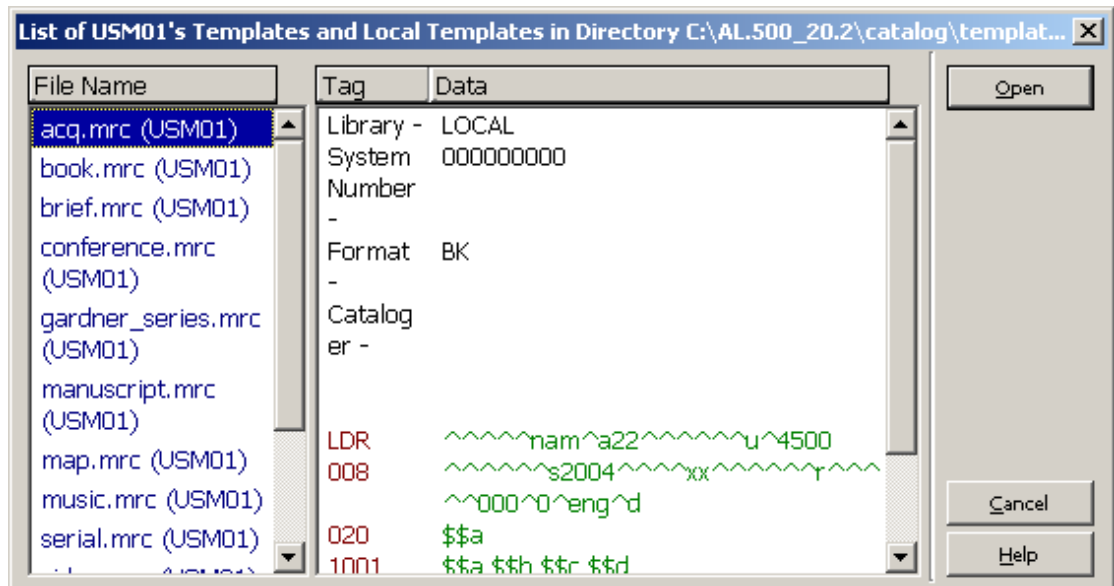 List of USM01's Templates and Local Templates in Directory C:\AL.500_20.2\catalog\templat...
File Name
acq.mrc (USM01)
book.mrc (USM01)
brief.mrc (USM01)
conference.mrc
(USM01)
gardner_series.mrc
(USM01)
manuscript.mrc
(USM01)
map.mrc (USM01)
music.mrc (USM01)
serial.mrc (USM01)
Tag Data
Library - LOCAL
System 000000000
Number
-
Format BK
-
Catalog
er -
LDR ^^^^^nam^a22^^^^^^u^4500
008 ^^^^^^s2004^^^^xx^^^^^^r^^^
^^000^0^eng^d
020 $$a
1001 $$a $$b $$c $$d
Open
Cancel
Help